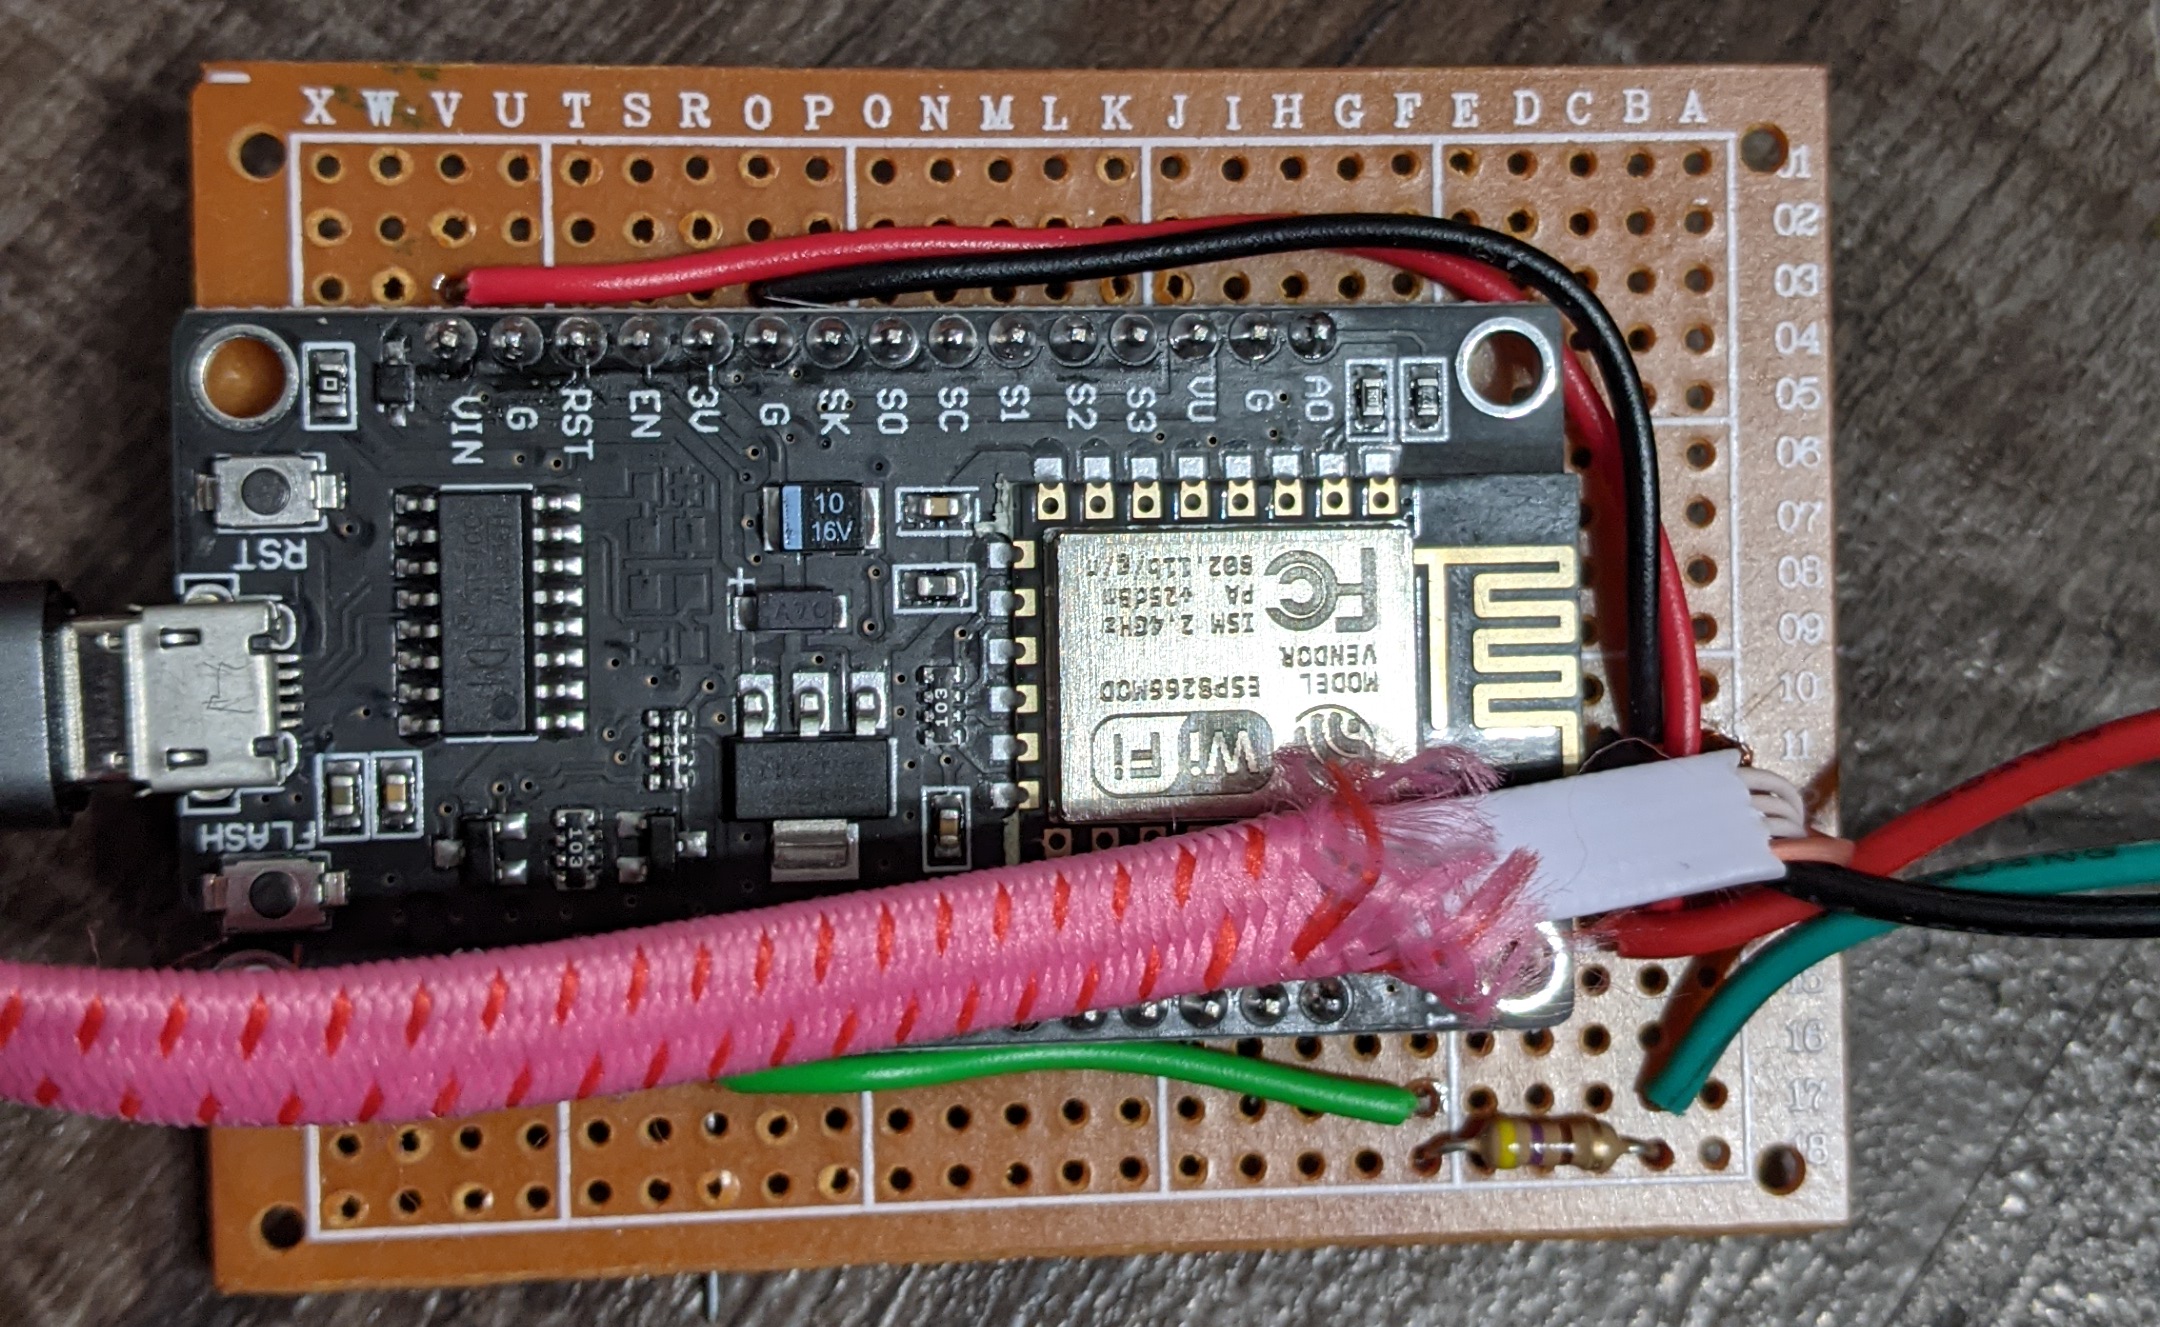 X W V U T S R Q P O N M L K J I H G F E D C B A
01
02
03
04
05
06
07
08
09
10
11
16
17
18
VIN G RST EN 3V G SK SO SC S1 S2 S3 VU G A0
RST
10
16V
A7C
103
103
FLASH
FC
802.11b/g/n
PA +25dBm
ISM 2.4GHz
VENDOR
MODEL ESP8266MOD
WiFi